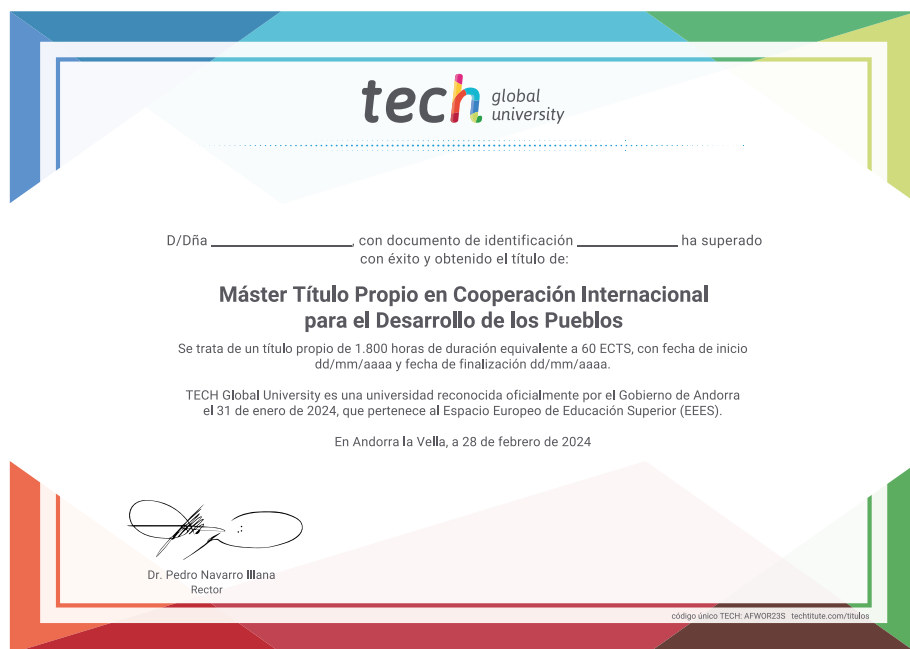 tech global
university
D/Dña ________________, con documento de identificación ____________ ha superado
con éxito y obtenido el título de:
Máster Título Propio en Cooperación Internacional
para el Desarrollo de los Pueblos
Se trata de un título propio de 1.800 horas de duración equivalente a 60 ECTS, con fecha de inicio
dd/mm/aaaa y fecha de finalización dd/mm/aaaa.
TECH Global University es una universidad reconocida oficialmente por el Gobierno de Andorra
el 31 de enero de 2024, que pertenece al Espacio Europeo de Educación Superior (EEES).
En Andorra la Vella, a 28 de febrero de 2024
Dr. Pedro Navarro Illana
Rector
código único TECH: AFWOR23S techtitute.com/titulos